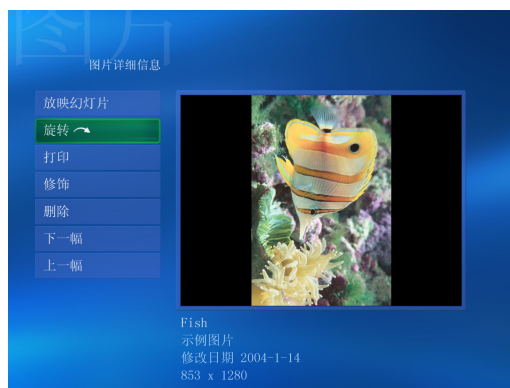 图片
图片详细信息
放映幻灯片
旋转
打印
修饰
删除
下一幅
上一幅
Fish
示例图片
修改日期 2004-1-14
853 x 1280